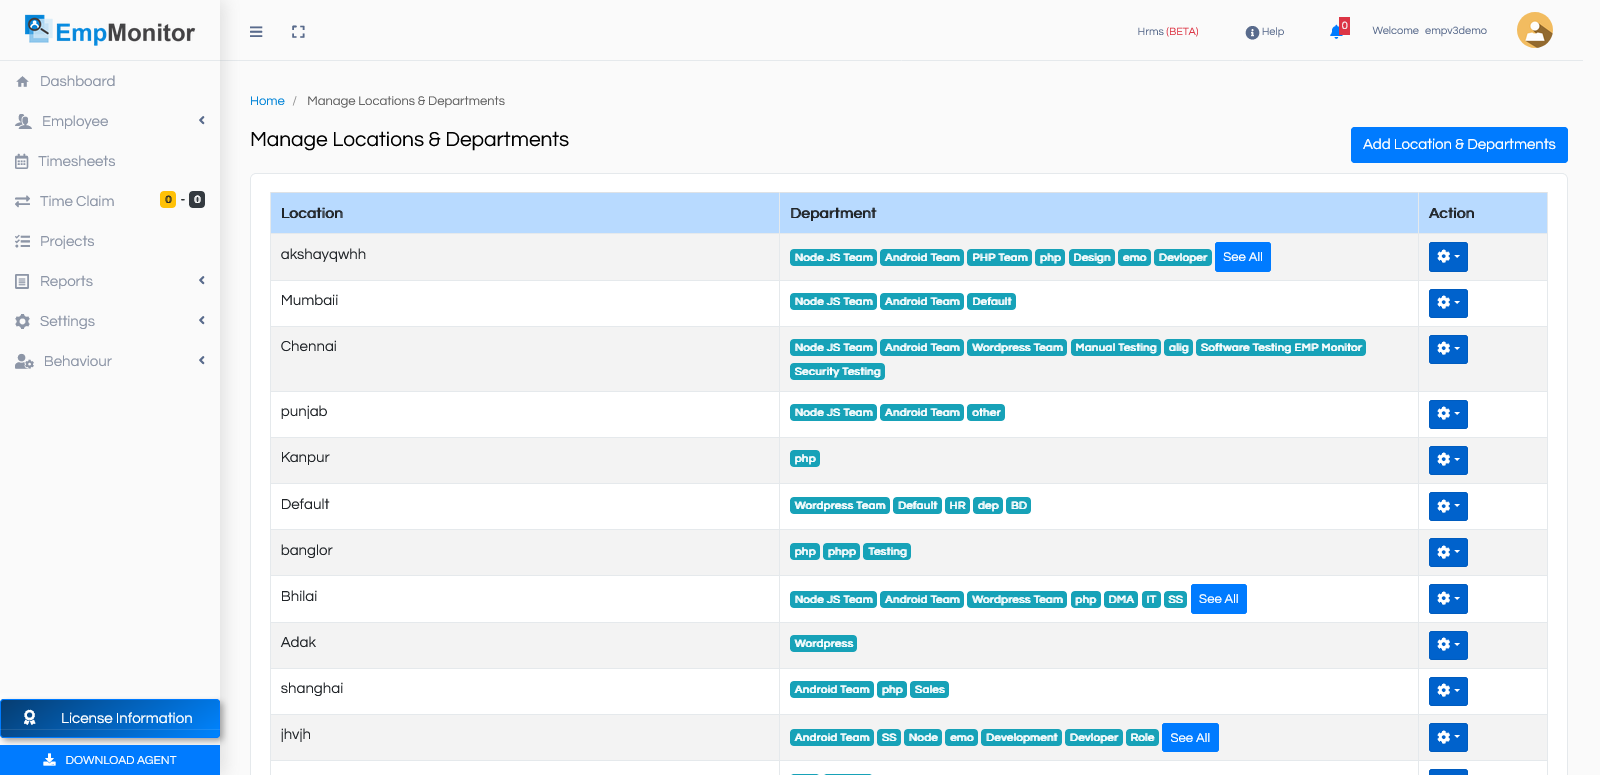 EmpMonitor
Hrms (BETA)
Help
0
Welcome empv3demo
Dashboard
Employee
Timesheets
Time Claim 0 - 0
Projects
Reports
Settings
Behaviour
License Information
DOWNLOAD AGENT
Home / Manage Locations & Departments
Manage Locations & Departments
Add Location & Departments
Location Department Action
akshayqwhh Node JS Team Android Team PHP Team php Design emo Devloper See All
Mumbaii Node JS Team Android Team Default
Chennai Node JS Team Android Team Wordpress Team Manual Testing alig Software Testing EMP Monitor
Security Testing
punjab Node JS Team Android Team other
Kanpur php
Default Wordpress Team Default HR dep BD
banglor php phpp Testing
Bhilai Node JS Team Android Team Wordpress Team php DMA IT SS See All
Adak Wordpress
shanghai Android Team php Sales
jhvjh Android Team SS Node emo Development Devloper Role See All